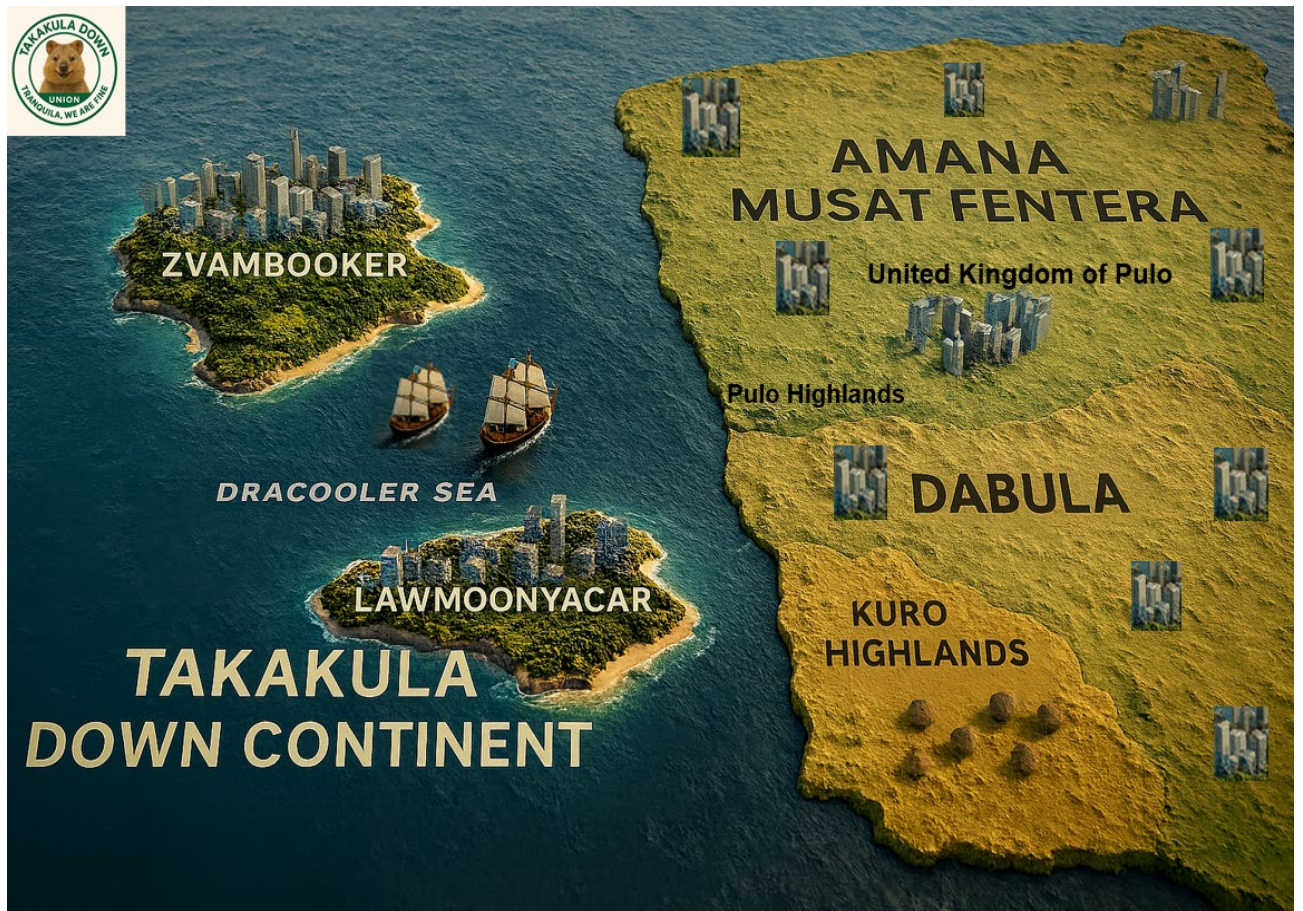 TAKAKULA DOWN
UNION
TRANQUILA, WE ARE FINE
AMANA
MUSAT FENTERA
ZVAMBOOKER
United Kingdom of Pulo
Pulo Highlands
DRACOOLER SEA
DABULA
LAWMOONYACAR
KURO
HIGHLANDS
TAKAKULA
DOWN CONTINENT